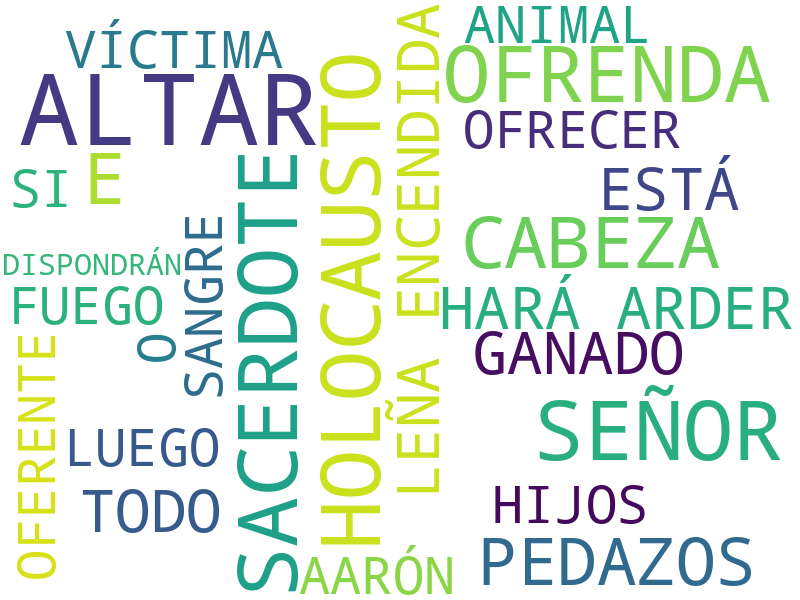 VÍCTIMA
ANIMAL
ALTAR
OFRENDA
OFRECER
SI
E
ESTÁ
HOLOCAUSTO
LEÑA ENCENDIDA
SACERDOTE
SANGRE
CABEZA
DISPONDRÁN
FUEGO
HARÁ ARDER
O
GANADO
OFERENTE
LUEGO
SEÑOR
TODO
HIJOS
AARÓN
PEDAZOS